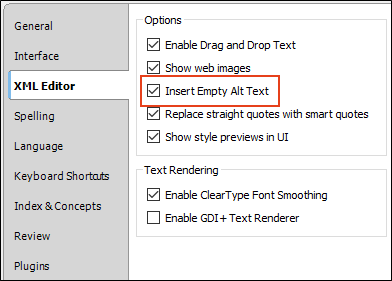 General
Interface
XML Editor
Spelling
Language
Keyboard Shortcuts
Index & Concepts
Review
Plugins
Options
Enable Drag and Drop Text
Show web images
Insert Empty Alt Text
Replace straight quotes with smart quotes
Show style previews in UI
Text Rendering
Enable ClearType Font Smoothing
Enable GDI+ Text Renderer